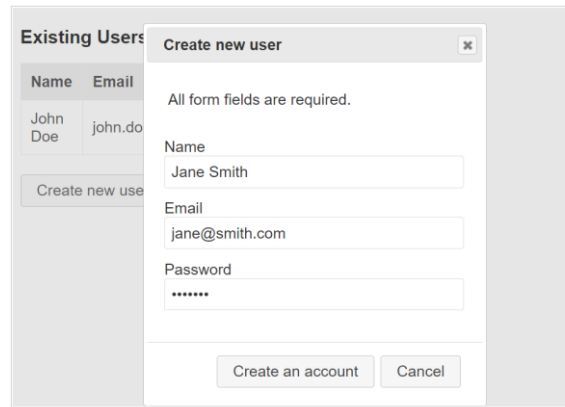 Existing Users
Create new user
Name Email
All form fields are required.
John
Doe
john.do
Name
Jane Smith
Create new use
Email
jane@smith.com
Password
•••••••
Create an account
Cancel